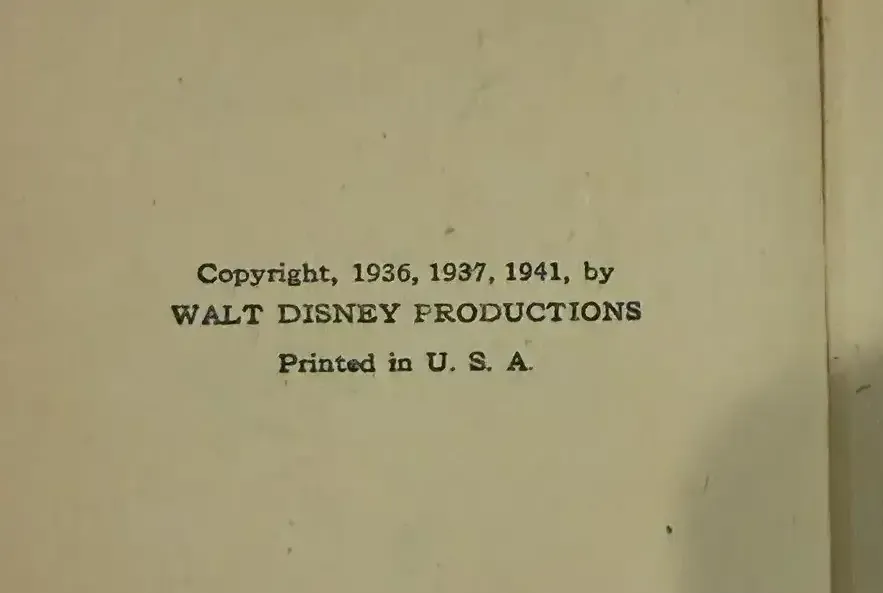 Copyright, 1936, 1937, 1941, by
WALT DISNEY PRODUCTIONS
Printed in U. S. A.